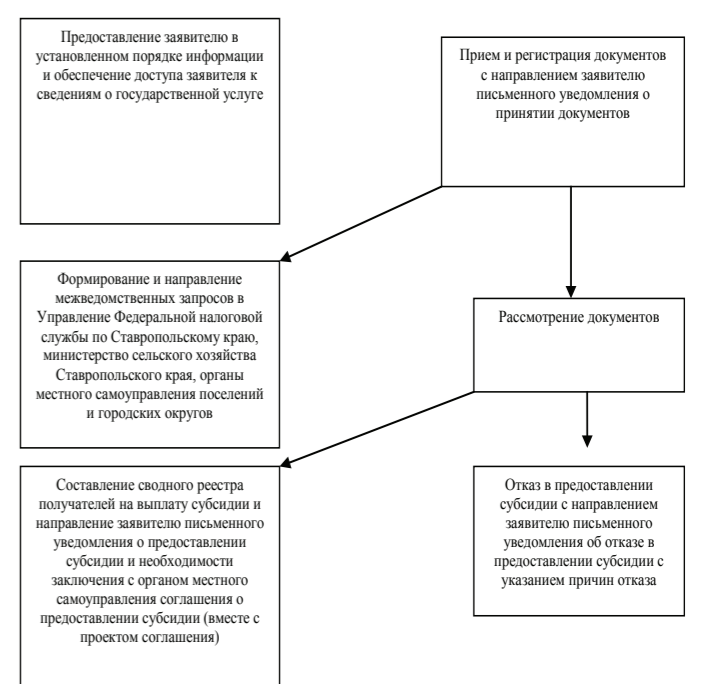 Предоставление заявителю в
установленном порядке информации
и обеспечение доступа заявителя к
сведениям о государственной услуге
Прием и регистрация документов
с направлением заявителю
письменного уведомления о
принятии документов
Формирование и направление
межведомственных запросов в
Управление Федеральной налоговой
службы по Ставропольскому краю,
министерство сельского хозяйства
Ставропольского края, органы
местного самоуправления поселений
и городских округов
Рассмотрение документов
Составление сводного реестра
получателей на выплату субсидии и
направление заявителю письменного
уведомления о предоставлении
субсидии и необходимости
заключения с органом местного
самоуправления соглашения о
предоставлении субсидии (вместе с
проектом соглашения)
Отказ в предоставлении
субсидии с направлением
заявителю письменного
уведомления об отказе в
предоставлении субсидии с
указанием причин отказа